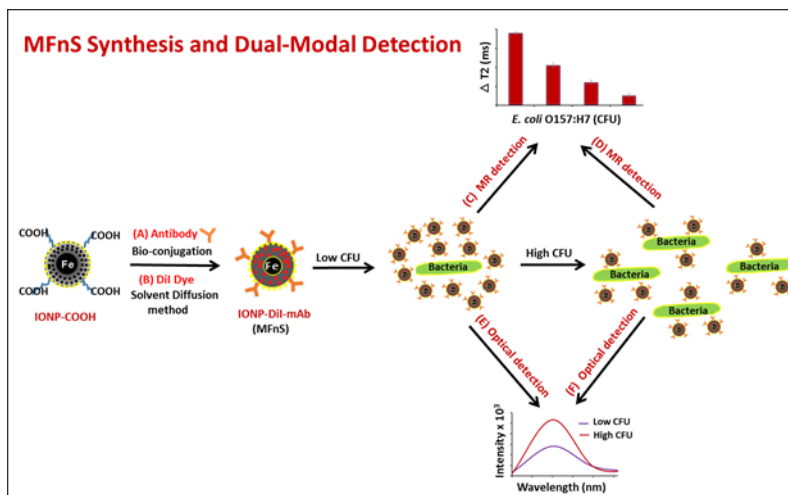 MFnS Synthesis and Dual-Modal Detection
Δ T2 (ms)
E. coli O157:H7 (CFU)
(C) MR detection
(D) MR detection
COOH
COOH
(A) Antibody
Bio-conjugation
Fe
(B) DiI Dye
Solvent Diffusion
method
COOH
COOH
IONP-COOH
Fe
IONP-DiI-mAb
(MFnS)
Low CFU
Bacteria
High CFU
Bacteria
Bacteria
Bacteria
Bacteria
(E) Optical detection
(F) Optical detection
Intensity x 10³
Low CFU
High CFU
Wavelength (nm)